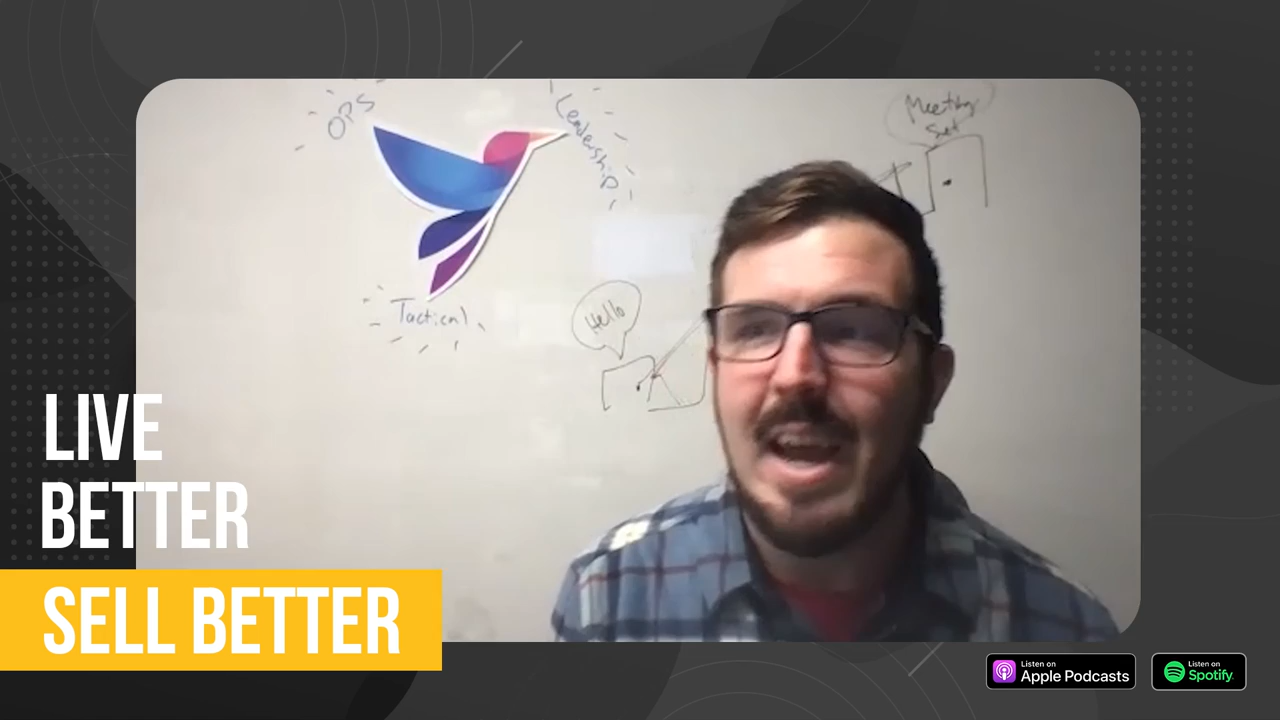 OPS
Leadership
Meeting
Set
Tactical
Hello
LIVE
BETTER
SELL BETTER
Listen on
Apple Podcasts
Listen on
Spotify